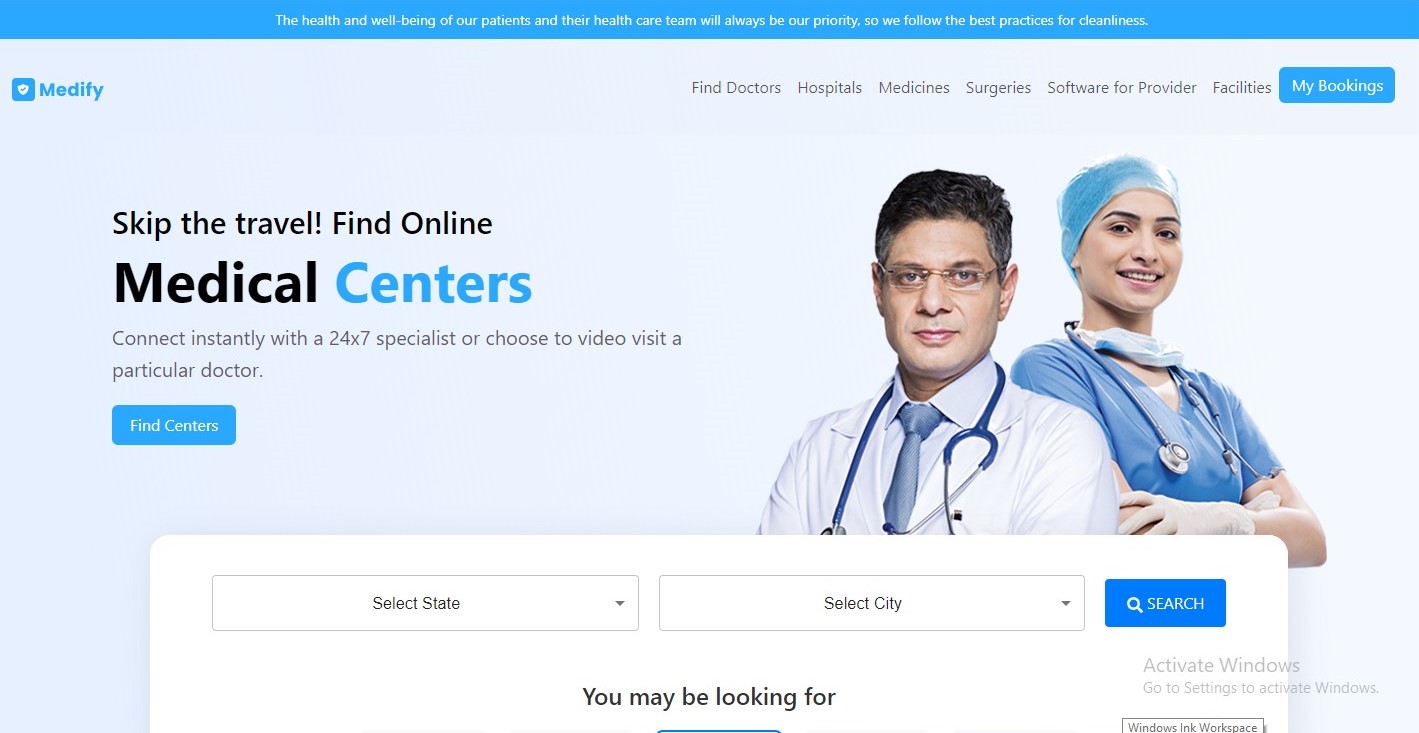 The health and well-being of our patients and their health care team will always be our priority, so we follow the best practices for cleanliness.
Medify
Find Doctors Hospitals Medicines Surgeries Software for Provider Facilities My Bookings
Skip the travel! Find Online
Medical Centers
Connect instantly with a 24x7 specialist or choose to video visit a
particular doctor.
Find Centers
Select State Select City SEARCH
Activate Windows
Go to Settings to activate Windows.
You may be looking for
Windows Ink Workspace